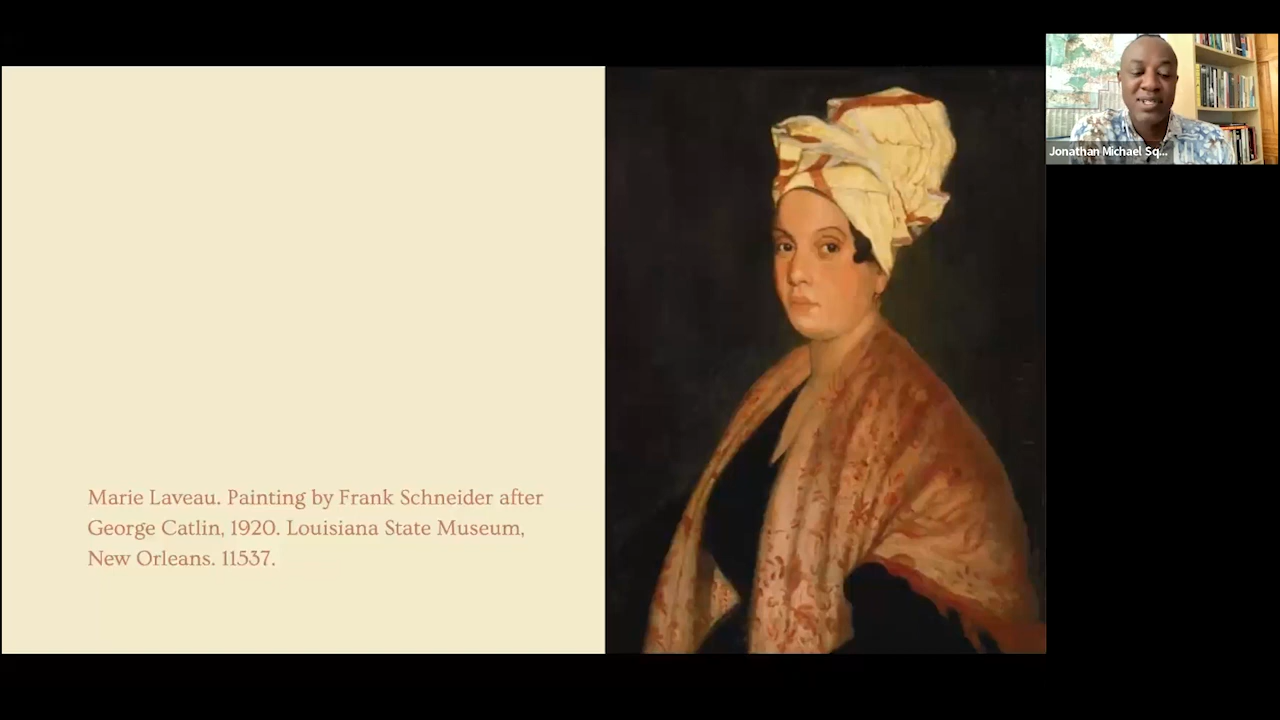 Marie Laveau. Painting by Frank Schneider after
George Catlin, 1920. Louisiana State Museum,
New Orleans. 11537.
Jonathan Michael Sq...